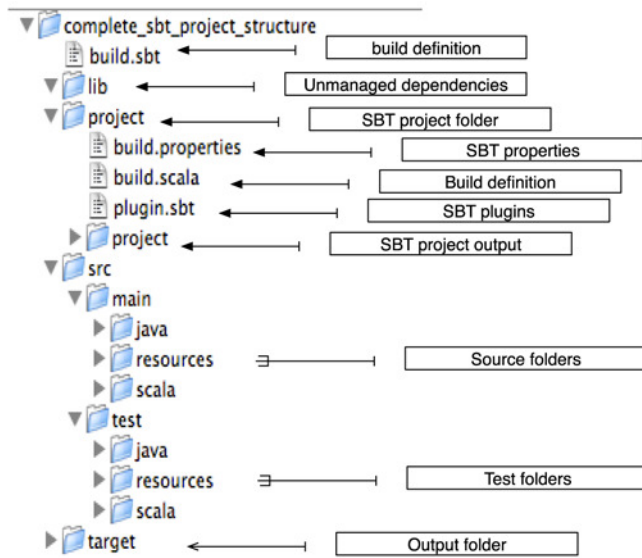 complete_sbt_project_structure
build.sbt
build definition
lib
Unmanaged dependencies
project
SBT project folder
build.properties
SBT properties
build.scala
Build definition
plugin.sbt
SBT plugins
project
SBT project output
src
main
java
resources
Source folders
scala
test
java
resources
Test folders
scala
target
Output folder